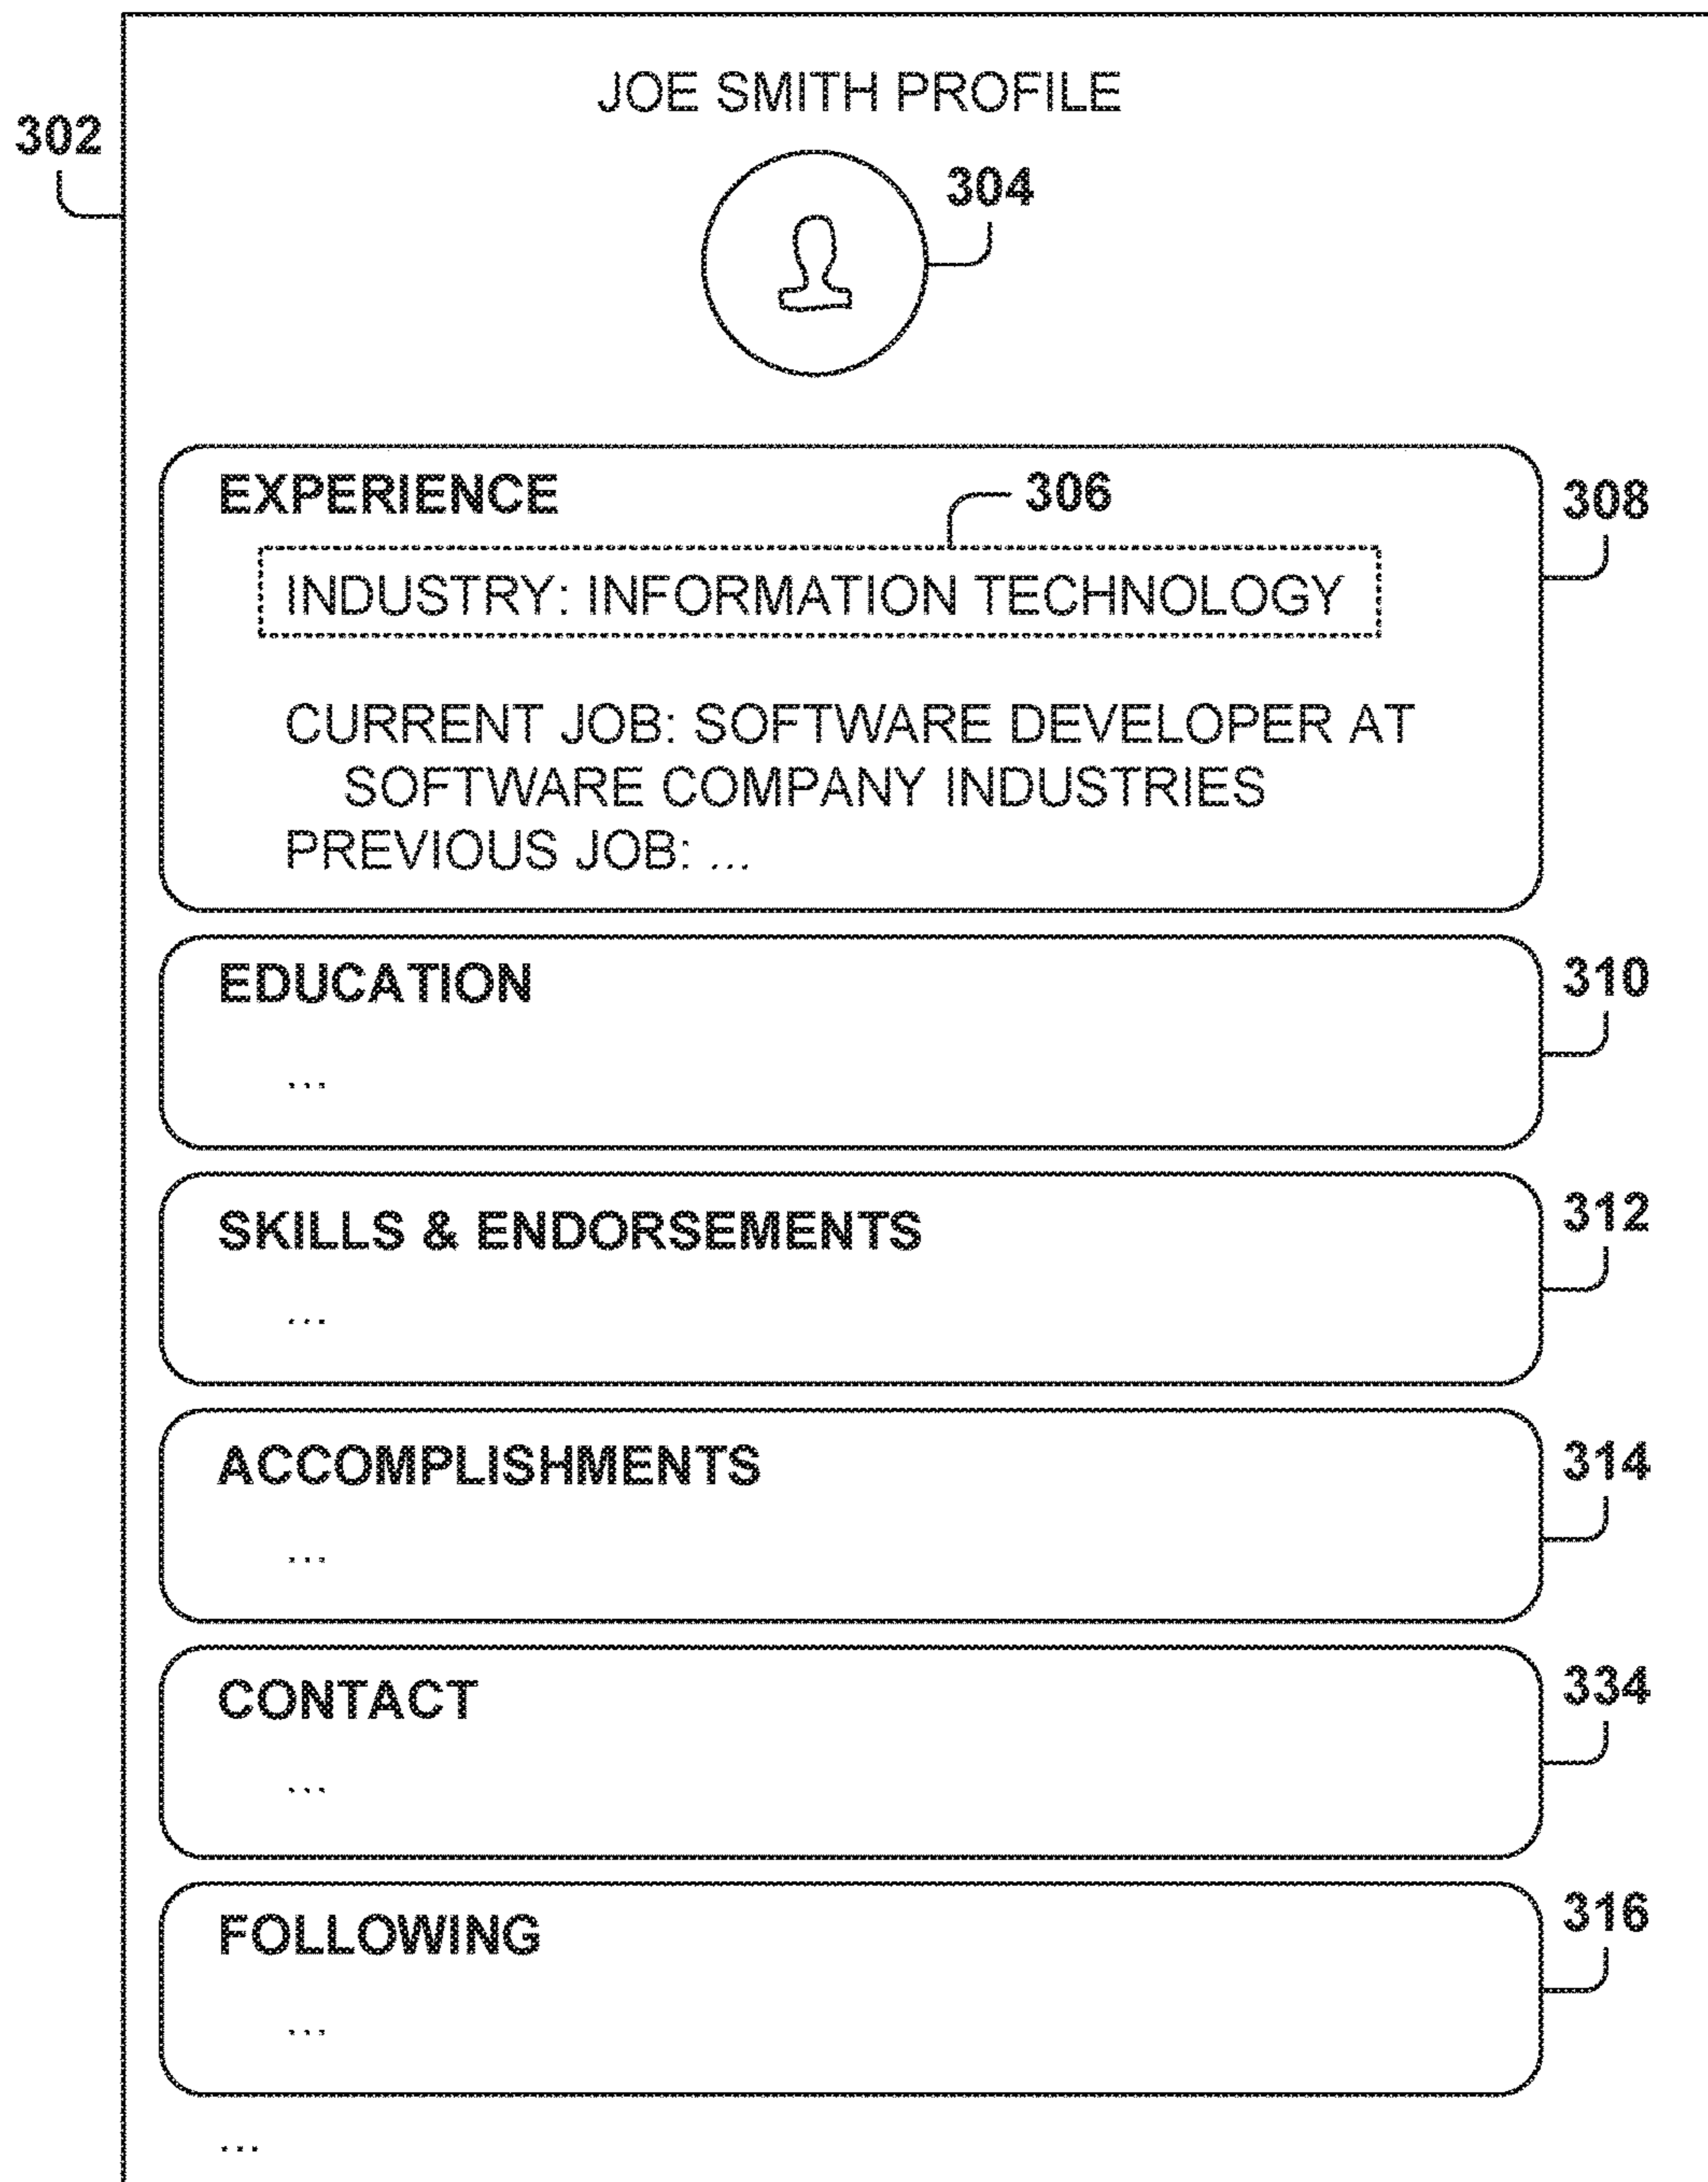 JOE SMITH PROFILE
302
304
EXPERIENCE
306
308
INDUSTRY: INFORMATION TECHNOLOGY
CURRENT JOB: SOFTWARE DEVELOPER AT
SOFTWARE COMPANY INDUSTRIES
PREVIOUS JOB: ...
EDUCATION
310
...
SKILLS & ENDORSEMENTS
312
...
ACCOMPLISHMENTS
314
...
CONTACT
334
...
FOLLOWING
316
...
...